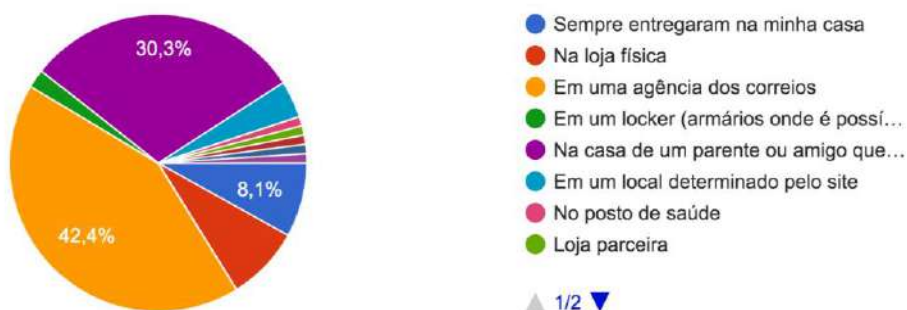 30,3%
8,1%
42,4%
Sempre entregaram na minha casa
Na loja física
Em uma agência dos correios
Em um locker (armários onde é possí...
Na casa de um parente ou amigo que...
Em um local determinado pelo site
No posto de saúde
Loja parceira
1/2